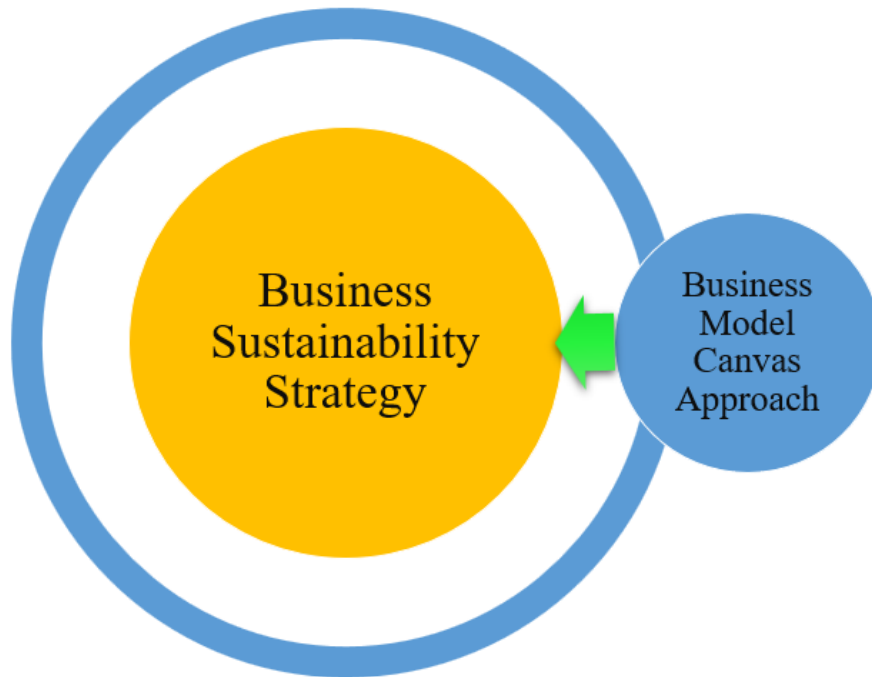 Business
Sustainability
Strategy
Business
Model
Canvas
Approach